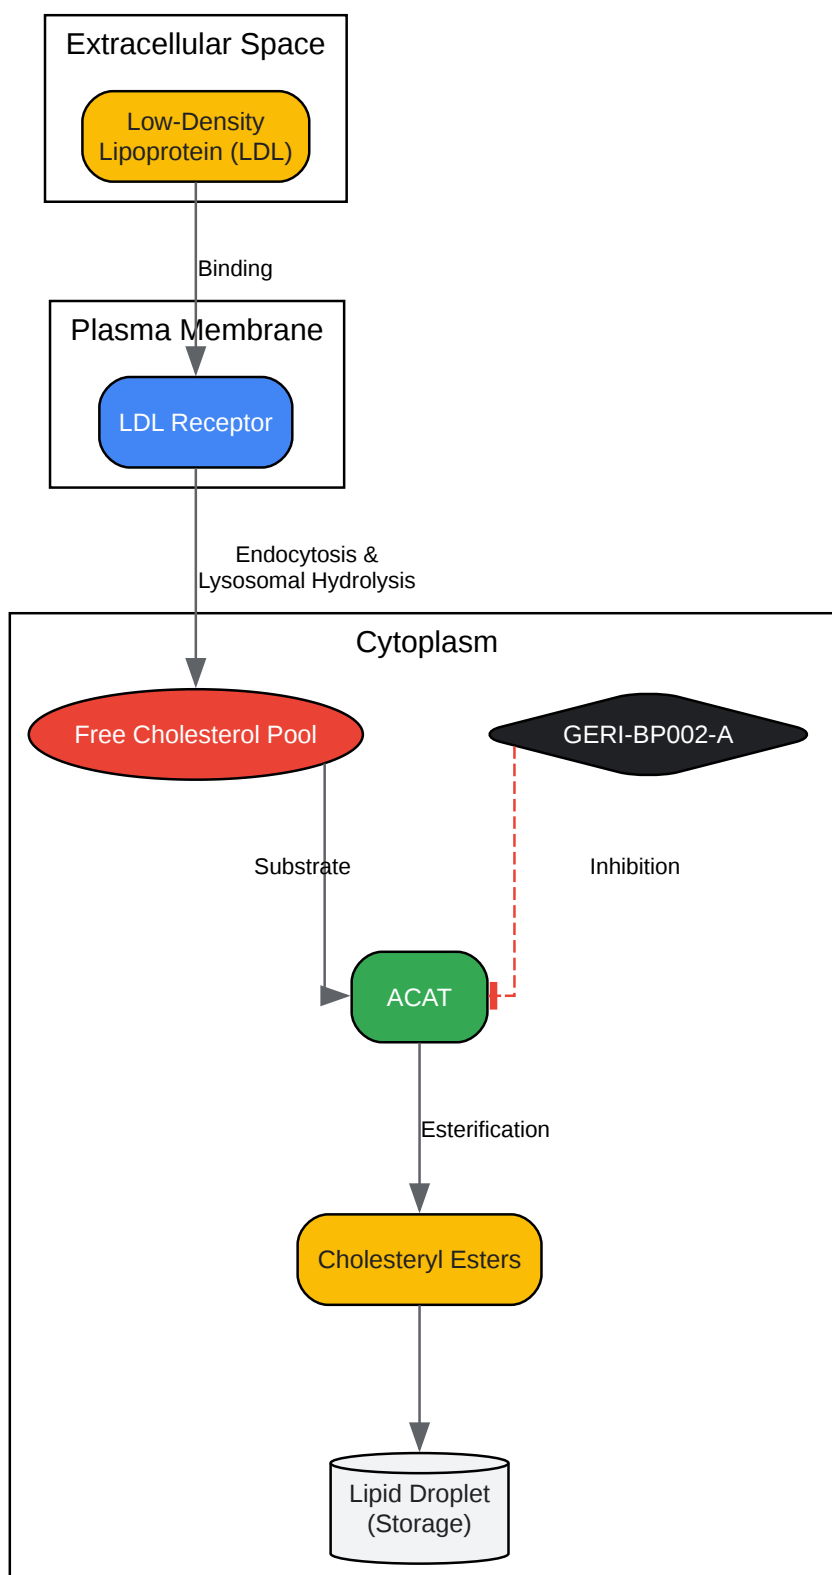 Extracellular Space
Low-Density
Lipoprotein (LDL)
Binding
Plasma Membrane
LDL Receptor
Endocytosis &
Lysosomal Hydrolysis
Cytoplasm
Free Cholesterol Pool
GERI-BP002-A
Substrate
Inhibition
ACAT
Esterification
Cholesteryl Esters
Lipid Droplet
(Storage)